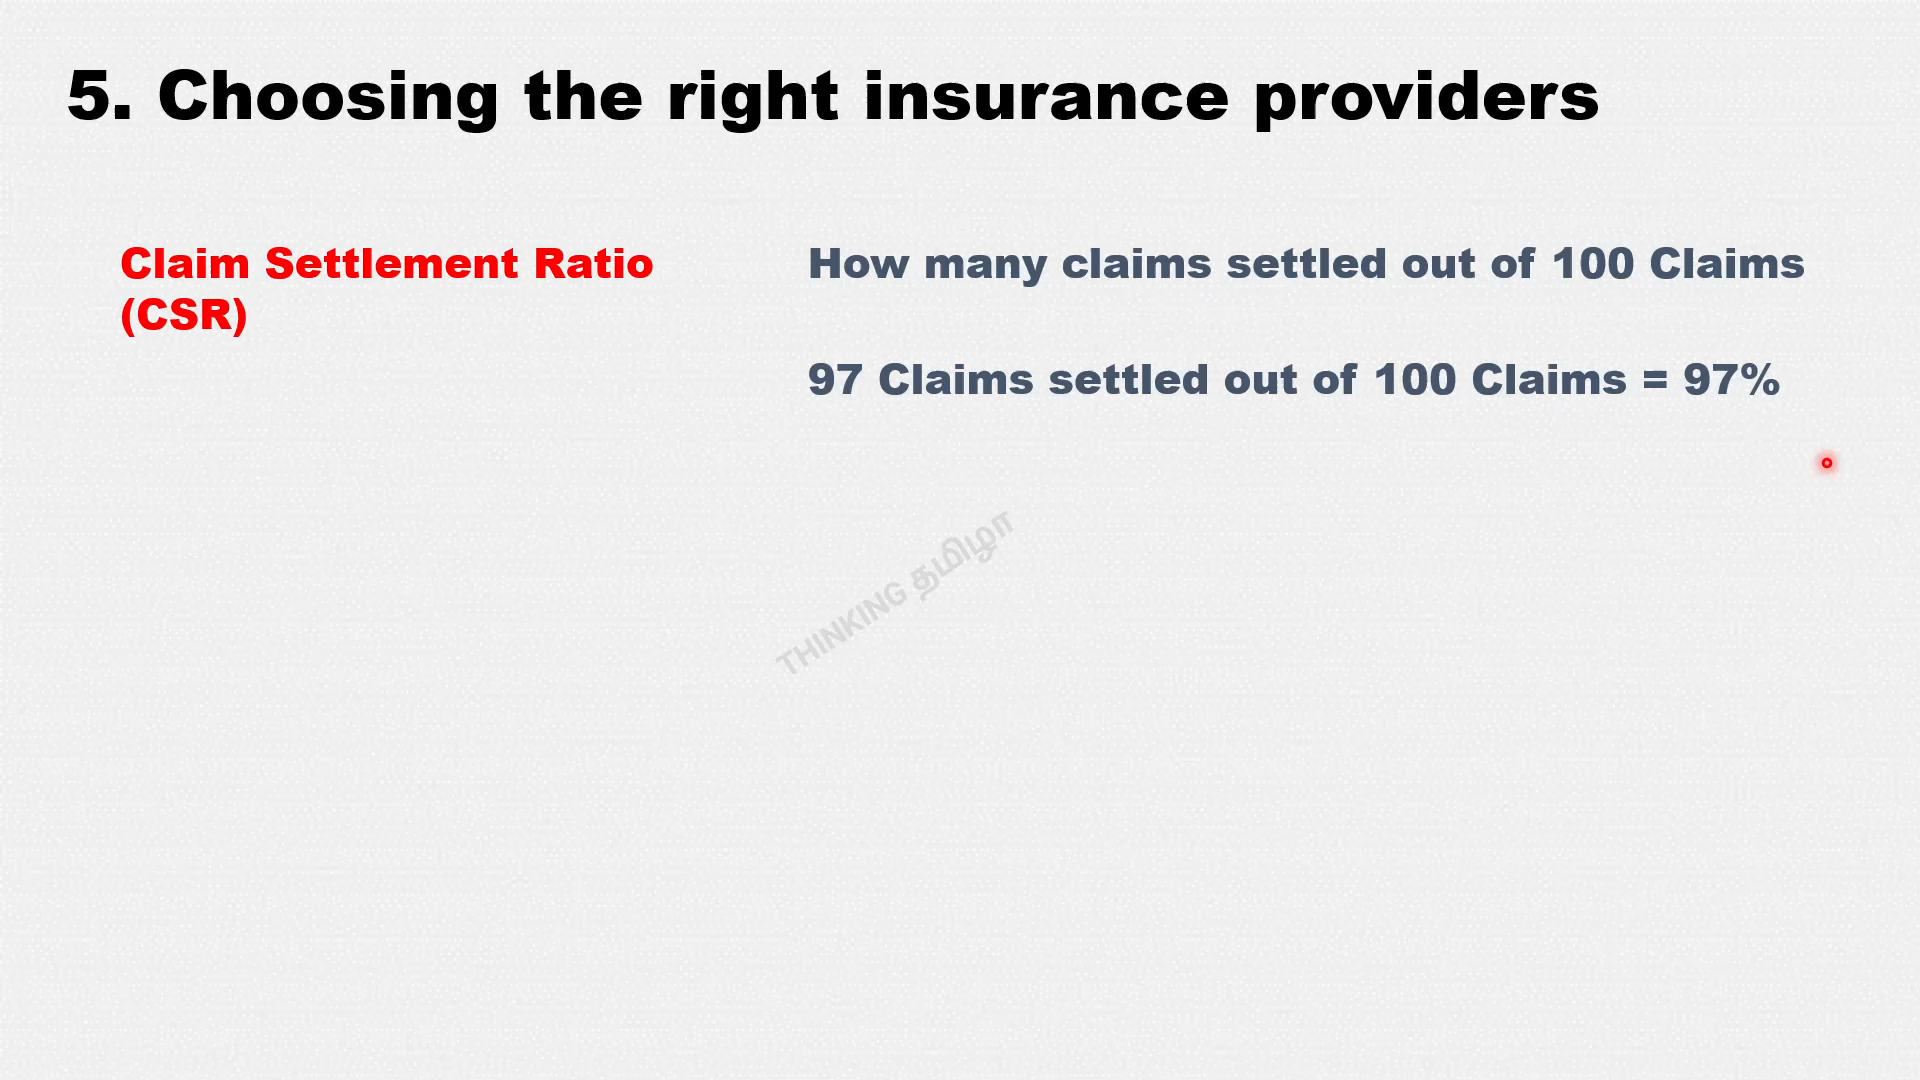 5. Choosing the right insurance providers
Claim Settlement Ratio
(CSR)
How many claims settled out of 100 Claims
97 Claims settled out of 100 Claims = 97%
THINKING தமிழா